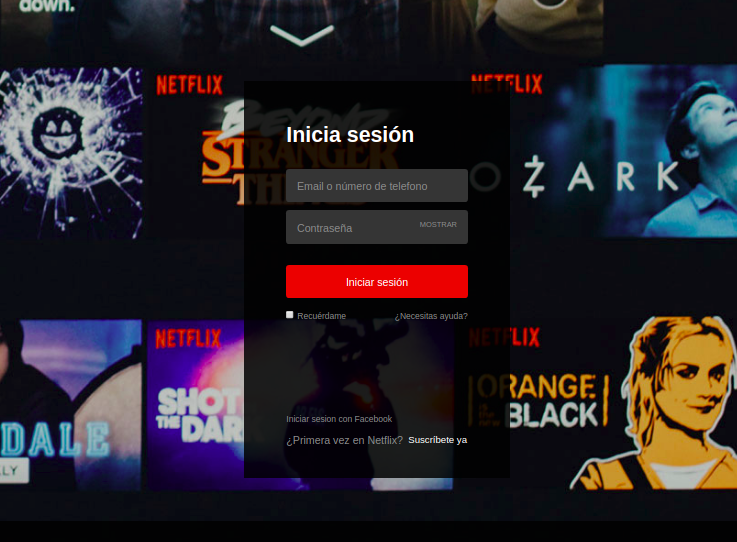 down.
NETFLIX
NETFLIX
BEYOND
STRANGER
THINGS
OZARK
Inicia sesión
Email o número de telefono
Contraseña
MOSTRAR
Iniciar sesión
Recuérdame
¿Necesitas ayuda?
NETFLIX
NETFLIX
SHOT
THE DARK
ORANGE
IS THE NEW
BLACK
DALE
LY
Iniciar sesion con Facebook
¿Primera vez en Netflix? Suscríbete ya